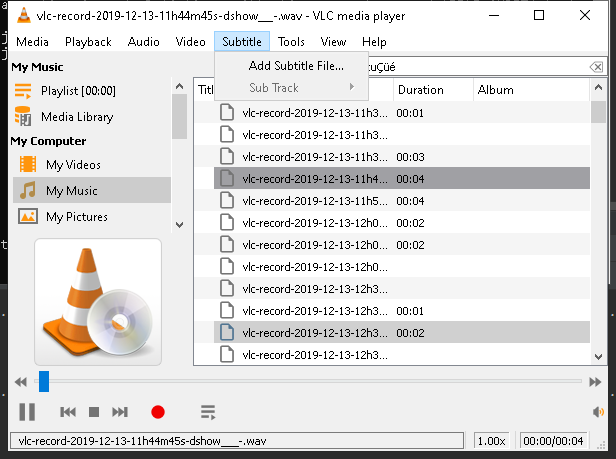 vlc-record-2019-12-13-11h44m45s-dshow___-.wav - VLC media player
Media Playback Audio Video Subtitle Tools View Help
My Music
Add Subtitle File...
Sub Track
Playlist [00:00]
Media Library
My Computer
My Videos
My Music
My Pictures
Duration Album
vlc-record-2019-12-13-11h3... 00:01
vlc-record-2019-12-13-11h3...
vlc-record-2019-12-13-11h3... 00:03
vlc-record-2019-12-13-11h4... 00:04
vlc-record-2019-12-13-11h5... 00:04
vlc-record-2019-12-13-12h0... 00:02
vlc-record-2019-12-13-12h0... 00:02
vlc-record-2019-12-13-12h0...
vlc-record-2019-12-13-12h3...
vlc-record-2019-12-13-12h3... 00:01
vlc-record-2019-12-13-12h3... 00:02
vlc-record-2019-12-13-12h3...
vlc-record-2019-12-13-11h44m45s-dshow___-.wav 1.00x 00:00/00:04